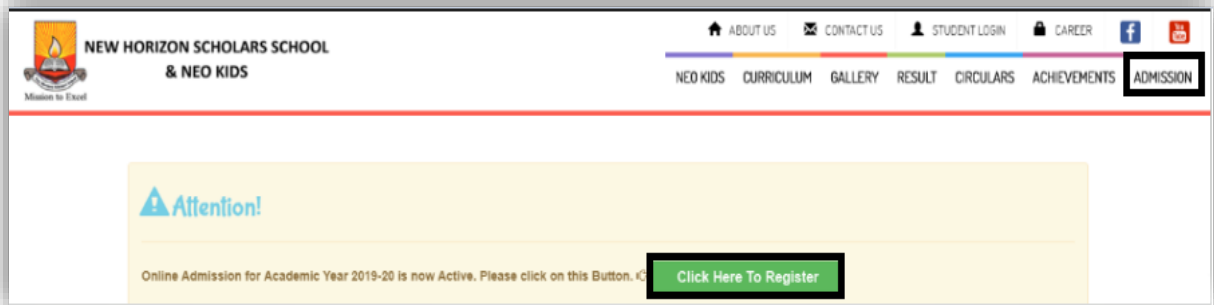 ABOUT US CONTACT US STUDENT LOGIN CAREER f You Tube
NEW HORIZON SCHOLARS SCHOOL
& NEO KIDS
Mission to Excel
NEO KIDS CURRICULUM GALLERY RESULT CIRCULARS ACHIEVEMENTS ADMISSION
Attention!
Online Admission for Academic Year 2019-20 is now Active. Please click on this Button. Click Here To Register